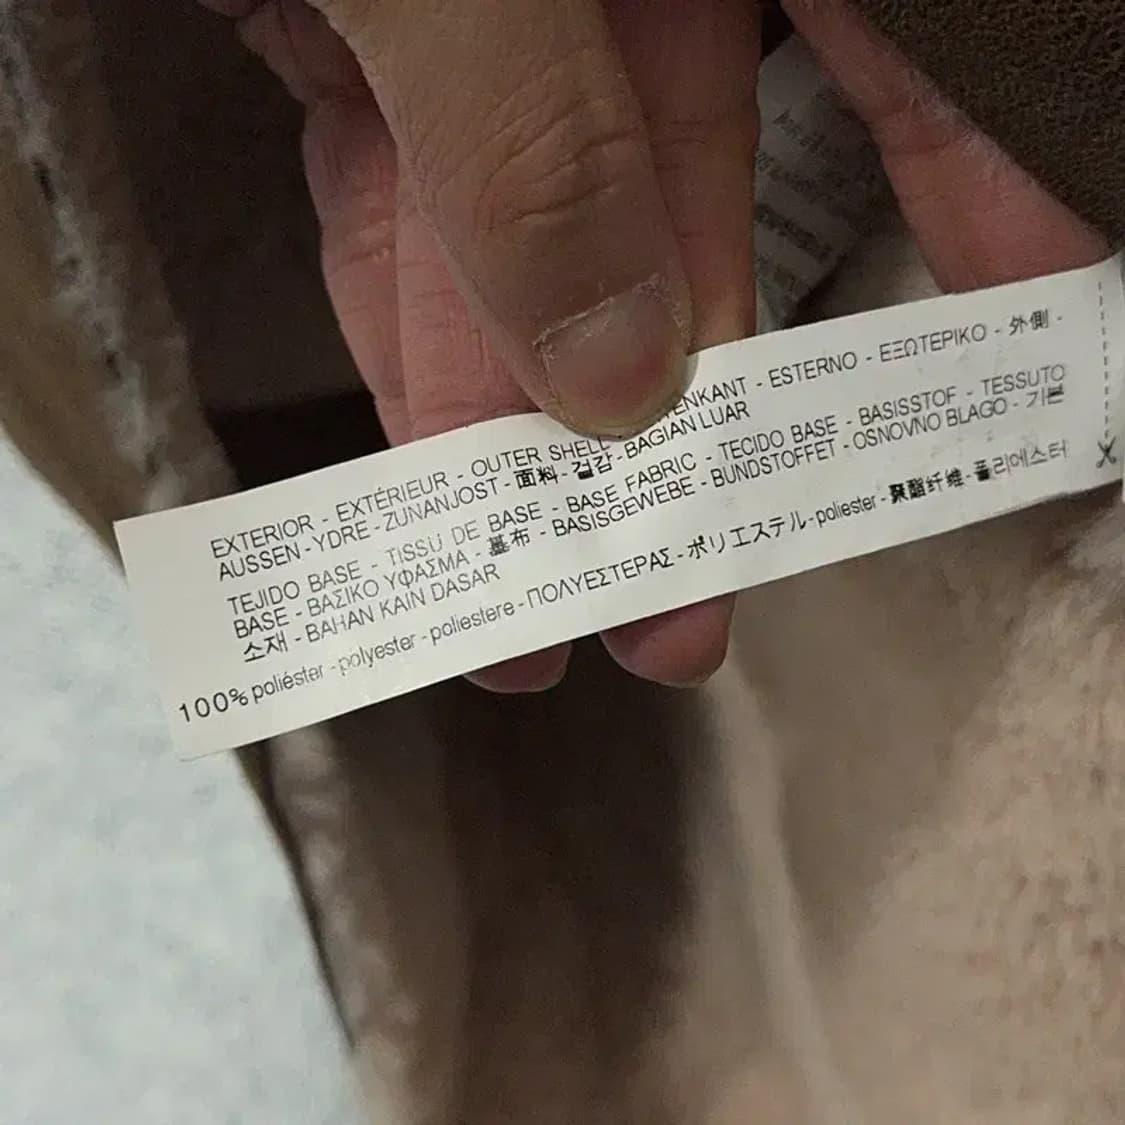 EXTERIOR - EXTÉRIEUR - OUTER SHELL ENKANT - ESTERNO - ΕΞΩΤΕΡΙΚΟ - 外側 -
AUSSEN - YDRE - ZUNANJOST - 面料 - 겉감 - BAGIAN LUAR
TEJIDO BASE - TISSU DE BASE - BASE FABRIC - TECIDO BASE - BASISSTOF - TESSUTO
BASE - ΒΑΣΙΚΟ ΥΦΑΣΜΑ - 基布 - BASISGEWEBE - BUNDSTOFFET - OSNOVNO BLAGO - 기본
소재 - BAHAN KAIN DASAR
100% poliéster - polyester - poliestere - ΠΟΛΥΕΣΤΕΡΑΣ - ポリエステル - poliester - 聚酯纤维 - 폴리에스터